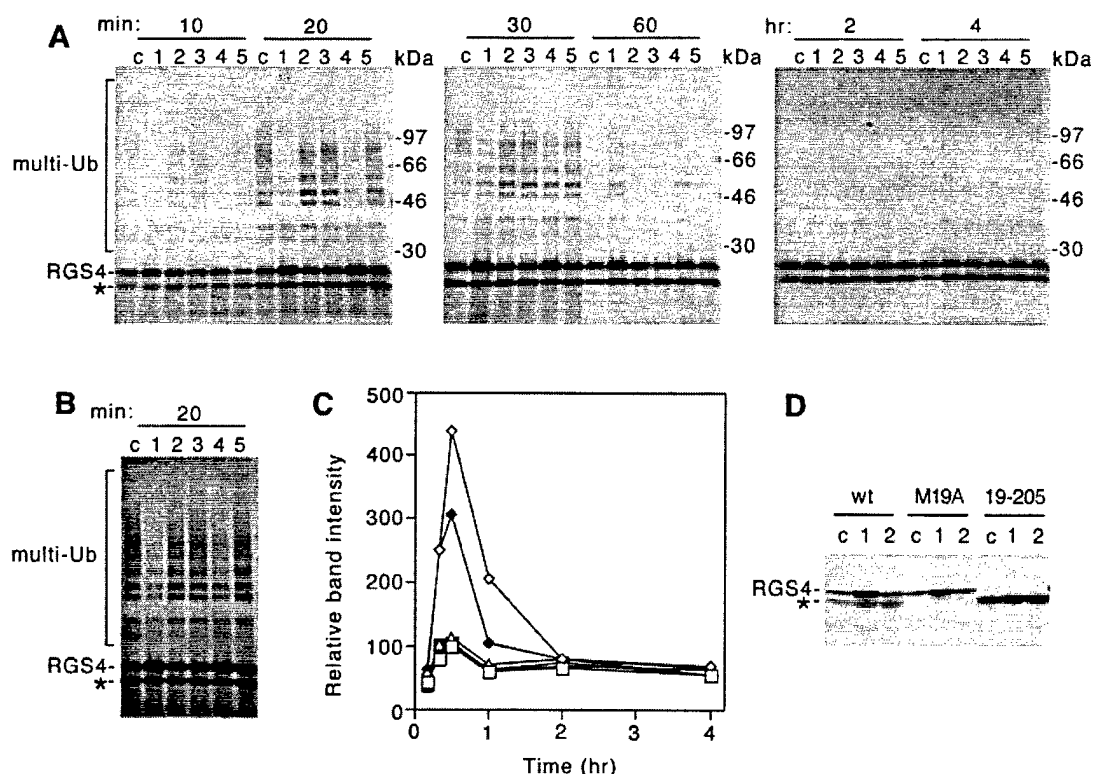 A
min: 10 20
c 1 2 3 4 5 c 1 2 3 4 5 kDa
multi-Ub
-97
-66
-46
-30
RGS4-
*-
30 60
c 1 2 3 4 5 c 1 2 3 4 5 kDa
-97
-66
-46
-30
hr: 2 4
c 1 2 3 4 5 c 1 2 3 4 5 kDa
-97
-66
-46
-30
B
min: 20
c 1 2 3 4 5
multi-Ub
RGS4-
*-
C
Relative band intensity
500
400
300
200
100
0
0 1 2 3 4
Time (hr)
D
wt M19A 19-205
c 1 2 c 1 2 c 1 2
RGS4-
*-